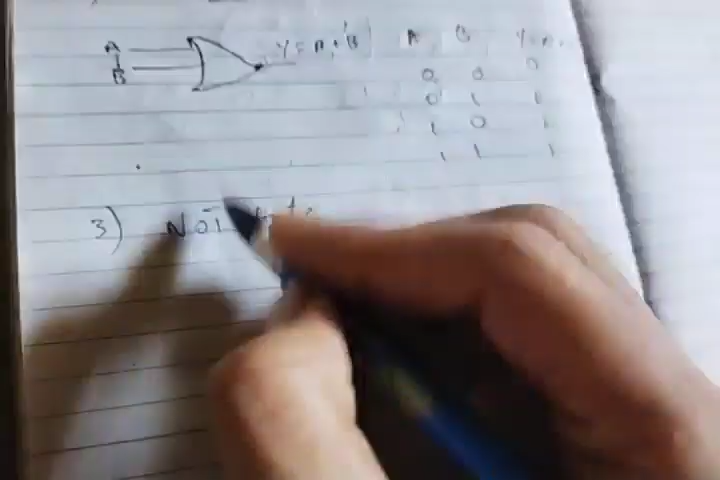 A
B
Y = A + B
A B Y = A+
0 0 0
0 1 1
1 0 1
1 1 1
3) NOT